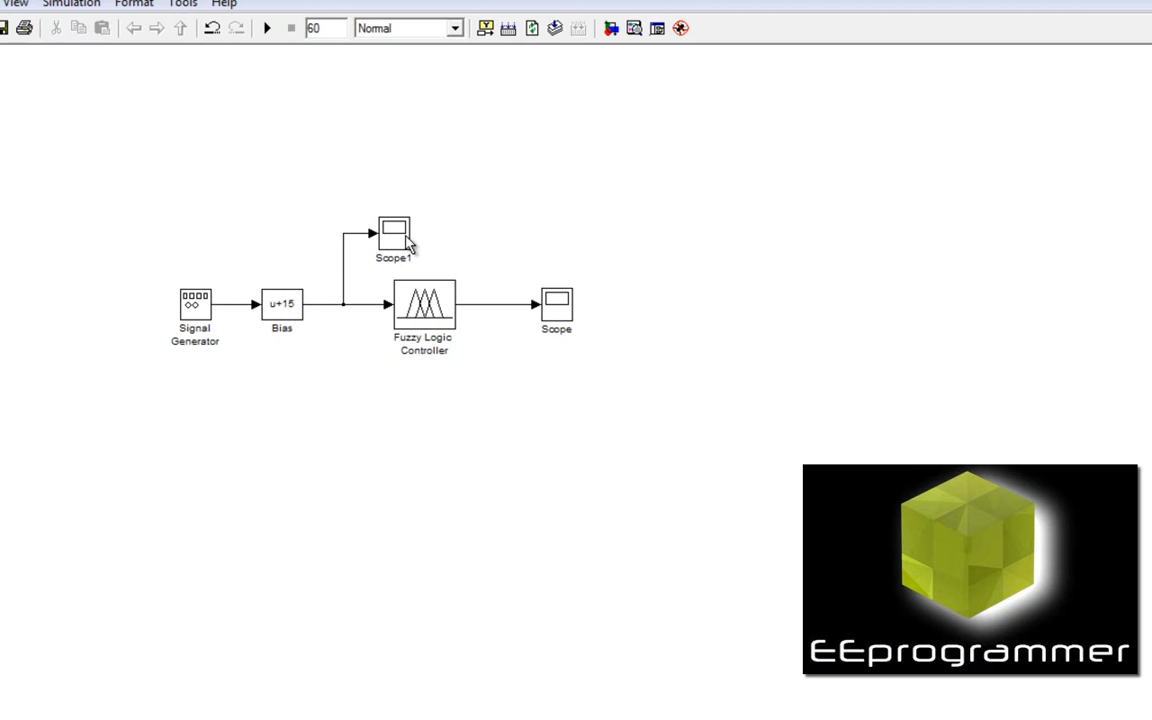 View Simulation Format Tools Help
60 Normal
Scope1
u+15
Signal
Generator
Bias
Fuzzy Logic
Controller
Scope
EEprogrammer